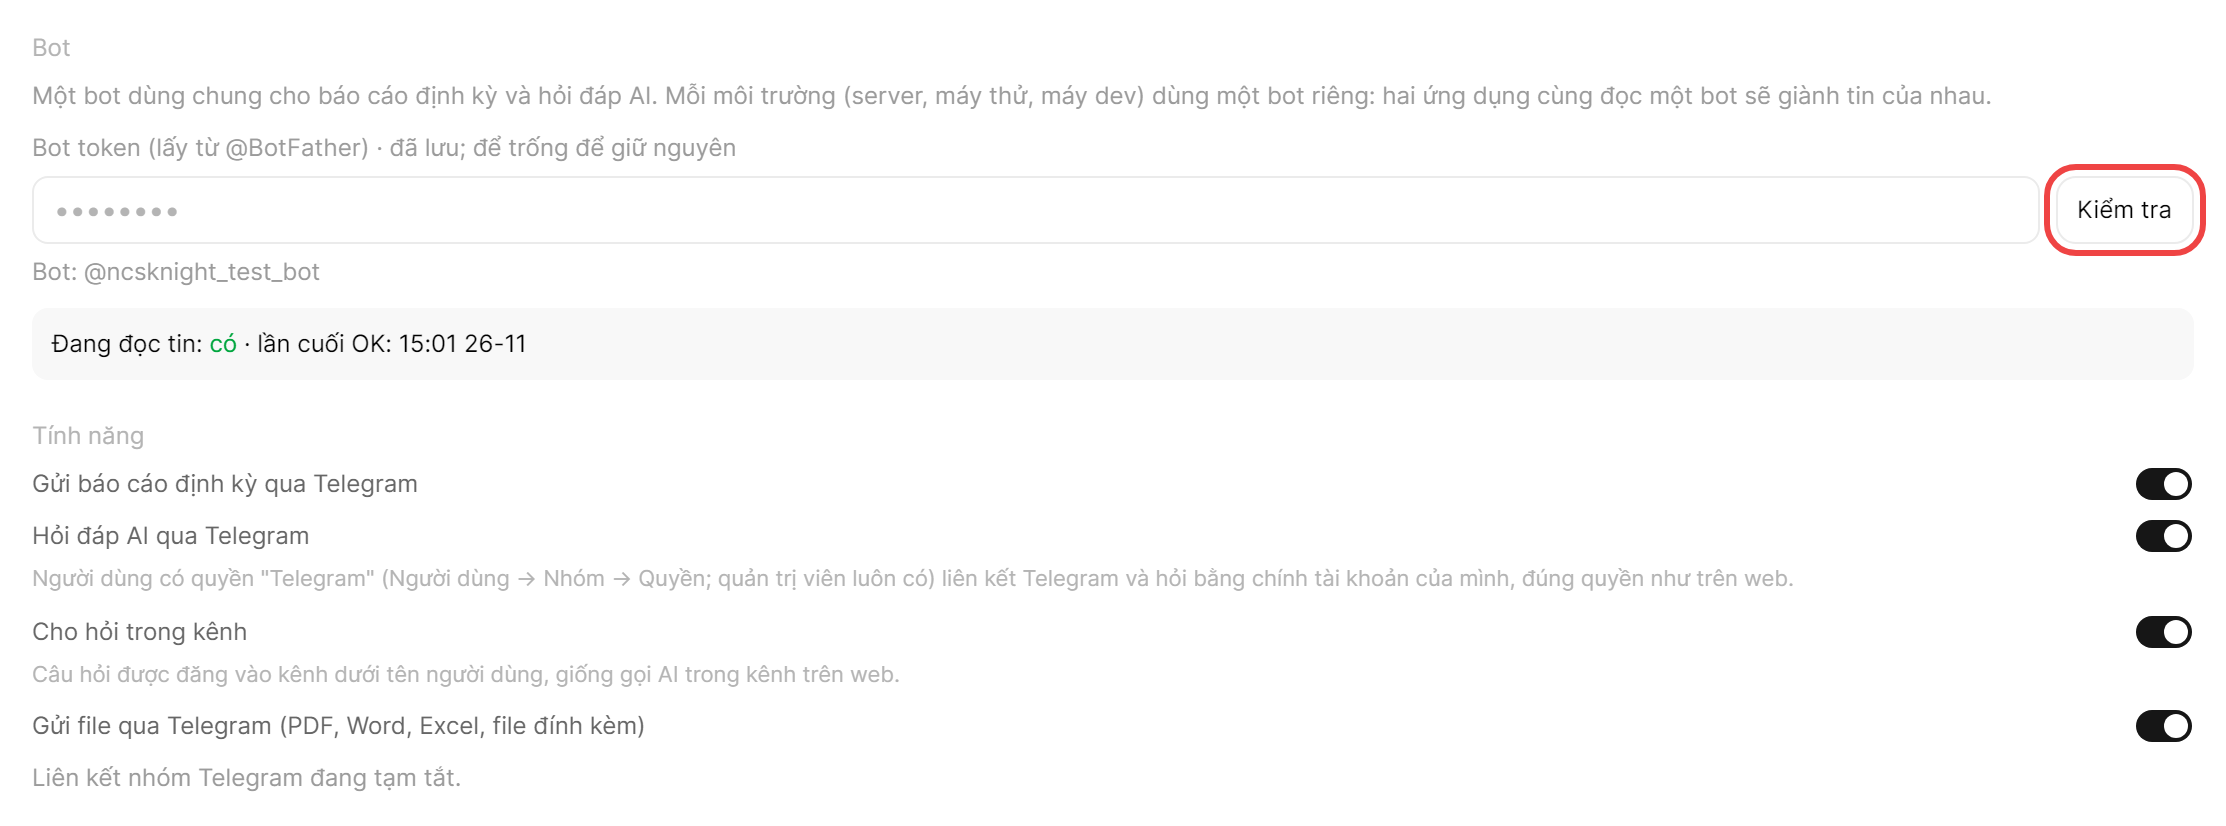 Bot
Một bot dùng chung cho báo cáo định kỳ và hỏi đáp AI. Mỗi môi trường (server, máy thử, máy dev) dùng một bot riêng: hai ứng dụng cùng đọc một bot sẽ giành tin của nhau.
Bot token (lấy từ @BotFather) · đã lưu; để trống để giữ nguyên
••••••••
Kiểm tra
Bot: @ncsknight_test_bot
Đang đọc tin: có · lần cuối OK: 15:01 26-11
Tính năng
Gửi báo cáo định kỳ qua Telegram
Hỏi đáp AI qua Telegram
Người dùng có quyền "Telegram" (Người dùng → Nhóm → Quyền; quản trị viên luôn có) liên kết Telegram và hỏi bằng chính tài khoản của mình, đúng quyền như trên web.
Cho hỏi trong kênh
Câu hỏi được đăng vào kênh dưới tên người dùng, giống gọi AI trong kênh trên web.
Gửi file qua Telegram (PDF, Word, Excel, file đính kèm)
Liên kết nhóm Telegram đang tạm tắt.